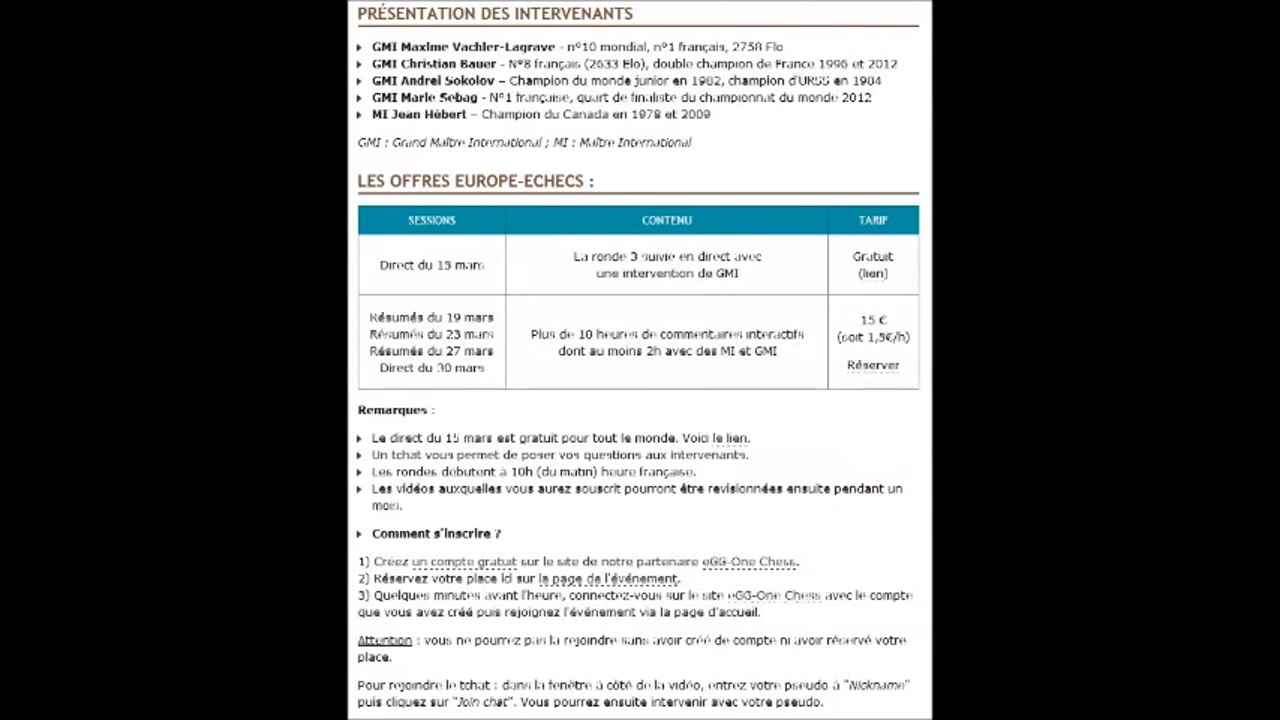 PRÉSENTATION DES INTERVENANTS
GMI Maxime Vachier-Lagrave - n°10 mondial, n°1 français, 2758 Elo
GMI Christian Bauer - N°8 français (2633 Elo), double champion de France 1996 et 2012
GMI Andreï Sokolov – Champion du monde junior en 1982, champion d'URSS en 1984
GMI Marie Sebag - N°1 française, quart de finaliste du championnat du monde 2012
MI Jean Hébert – Champion du Canada en 1978 et 2009
GMI : Grand Maître International ; MI : Maître International
LES OFFRES EUROPE-ECHECS :
SESSIONS CONTENU TARIF
Direct du 15 mars
La ronde 3 suivie en direct avec
une intervention de GMI
Gratuit
(lien)
Résumés du 19 mars
Résumés du 23 mars
Résumés du 27 mars
Direct du 30 mars
Plus de 10 heures de commentaires interactifs
dont au moins 2h avec des MI et GMI
15 €
(soit 1,5€/h)
Réserver
Remarques :
Le direct du 15 mars est gratuit pour tout le monde. Voici le lien.
Un tchat vous permet de poser vos questions aux intervenants.
Les rondes débutent à 10h (du matin) heure française.
Les vidéos auxquelles vous aurez souscrit pourront être revisionnées ensuite pendant un
mois.
Comment s'inscrire ?
1) Créez un compte gratuit sur le site de notre partenaire eGG-One Chess.
2) Réservez votre place ici sur la page de l'événement.
3) Quelques minutes avant l'heure, connectez-vous sur le site eGG-One Chess avec le compte
que vous avez créé puis rejoignez l'événement via la page d'accueil.
Attention : vous ne pourrez pas la rejoindre sans avoir créé de compte ni avoir réservé votre
place.
Pour rejoindre le tchat : dans la fenêtre à côté de la vidéo, entrez votre pseudo à "Nickname"
puis cliquez sur "Join chat". Vous pourrez ensuite intervenir avec votre pseudo.